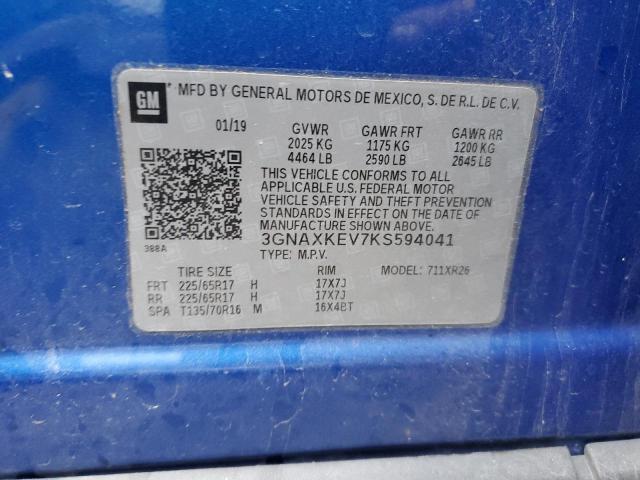 GM
MFD BY GENERAL MOTORS DE MEXICO, S. DE R.L. DE C.V.
01/19 GVWR GAWR FRT GAWR RR
2025 KG 1175 KG 1200 KG
4464 LB 2590 LB 2645 LB
THIS VEHICLE CONFORMS TO ALL
APPLICABLE U.S. FEDERAL MOTOR
VEHICLE SAFETY AND THEFT PREVENTION
STANDARDS IN EFFECT ON THE DATE OF
MANUFACTURE SHOWN ABOVE.
3GNAXKEV7KS594041
388A
TYPE: M.P.V.
TIRE SIZE RIM MODEL: 711XR26
FRT 225/65R17 H 17X7J
RR 225/65R17 H 17X7J
SPA T135/70R16 M 16X4BT